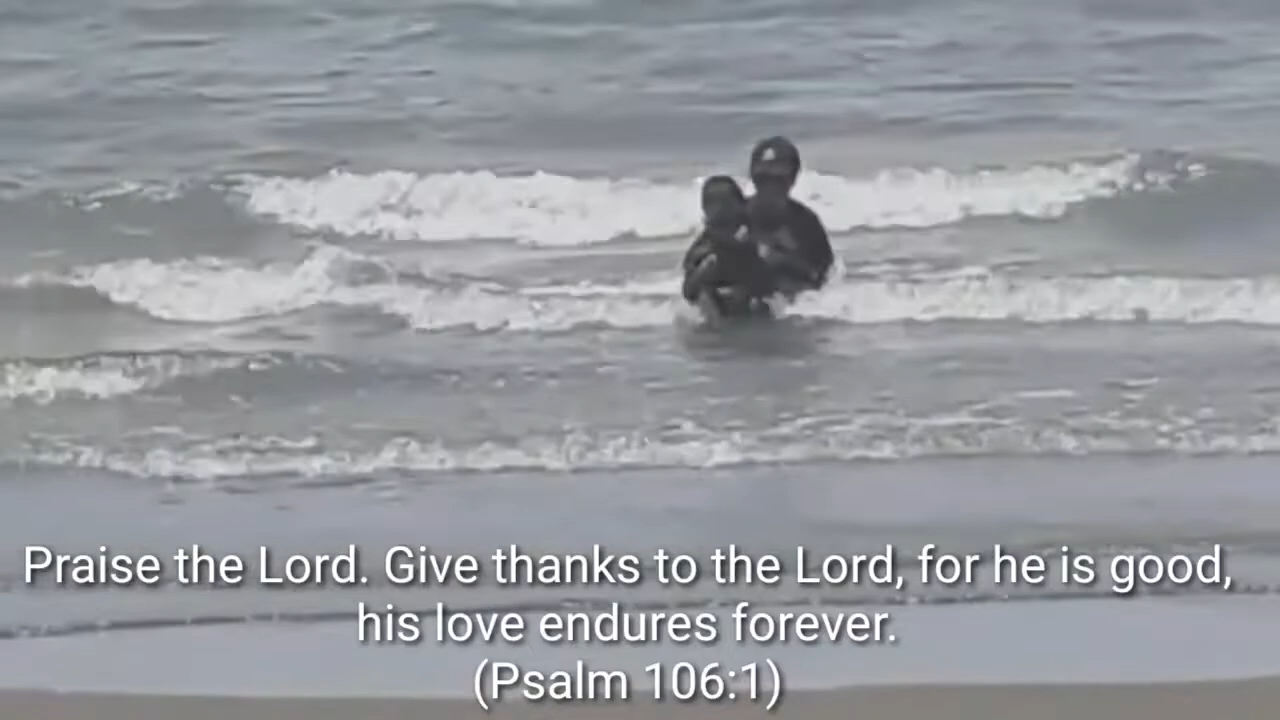 Praise the Lord. Give thanks to the Lord, for he is good,
his love endures forever.
(Psalm 106:1)